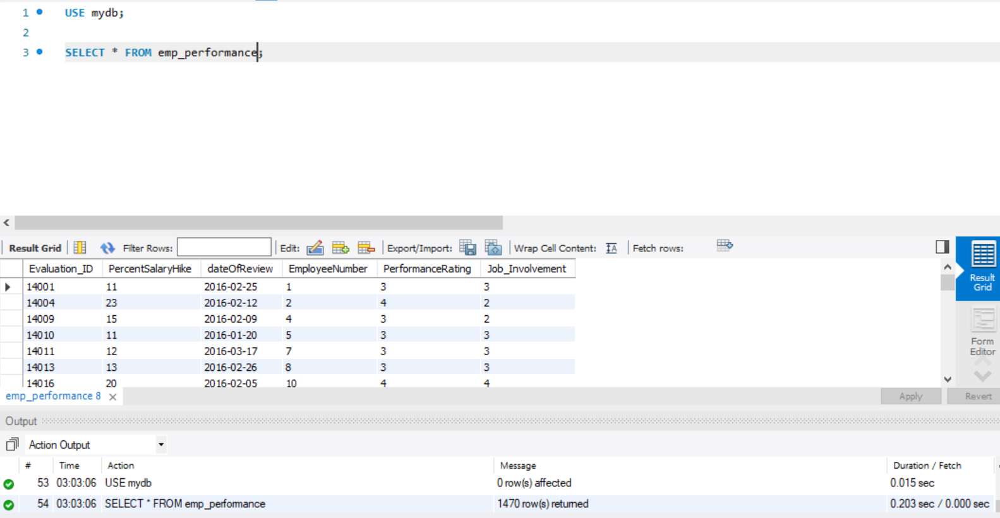 1 USE mydb;
2
3 SELECT * FROM emp_performance;
Result Grid Filter Rows: Edit: Export/Import: Wrap Cell Content: Fetch rows:
Evaluation_ID PercentSalaryHike dateOfReview EmployeeNumber PerformanceRating Job_Involvement
14001 11 2016-02-25 1 3 3
14004 23 2016-02-12 2 4 2
14009 15 2016-02-09 4 3 2
14010 11 2016-01-20 5 3 3
14011 12 2016-03-17 7 3 3
14013 13 2016-02-26 8 3 3
14016 20 2016-02-05 10 4 4
Result
Grid
Form
Editor
emp_performance 8 Apply Revert
Output
Action Output
# Time Action Message Duration / Fetch
53 03:03:06 USE mydb 0 row(s) affected 0.015 sec
54 03:03:06 SELECT * FROM emp_performance 1470 row(s) returned 0.203 sec / 0.000 sec